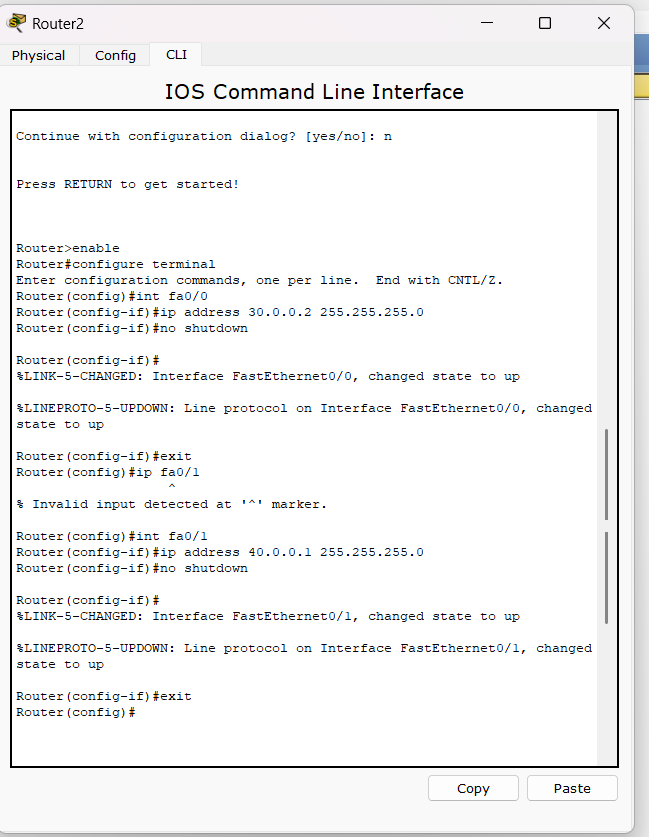 Router2
Physical Config CLI
IOS Command Line Interface
Continue with configuration dialog? [yes/no]: n
Press RETURN to get started!
Router>enable
Router#configure terminal
Enter configuration commands, one per line.  End with CNTL/Z.
Router(config)#int fa0/0
Router(config-if)#ip address 30.0.0.2 255.255.255.0
Router(config-if)#no shutdown
Router(config-if)#
%LINK-5-CHANGED: Interface FastEthernet0/0, changed state to up
%LINEPROTO-5-UPDOWN: Line protocol on Interface FastEthernet0/0, changed
state to up
Router(config-if)#exit
Router(config)#ip fa0/1
^
% Invalid input detected at '^' marker.
Router(config)#int fa0/1
Router(config-if)#ip address 40.0.0.1 255.255.255.0
Router(config-if)#no shutdown
Router(config-if)#
%LINK-5-CHANGED: Interface FastEthernet0/1, changed state to up
%LINEPROTO-5-UPDOWN: Line protocol on Interface FastEthernet0/1, changed
state to up
Router(config-if)#exit
Router(config)#
Copy Paste